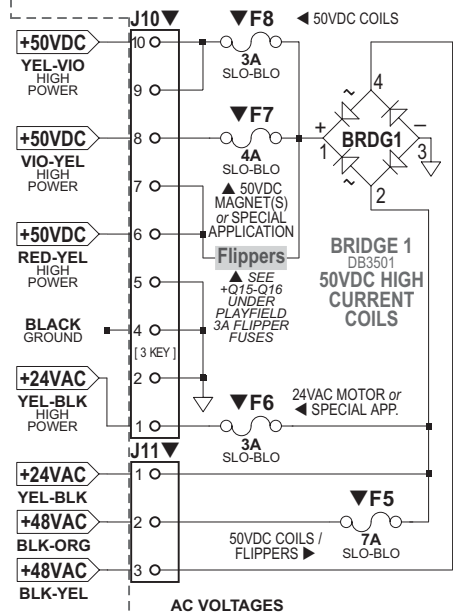 J10▼
▼F8
◀ 50VDC COILS
+50VDC
YEL-VIO
HIGH
POWER
10
9
3A
SLO-BLO
4
~
+
BRDG1
–
1
3
~
2
+50VDC
VIO-YEL
HIGH
POWER
8
7
▼F7
4A
SLO-BLO
▲ 50VDC
MAGNET(S)
or SPECIAL
APPLICATION
+50VDC
RED-YEL
HIGH
POWER
6
5
Flippers
▲ SEE
+Q15-Q16
UNDER
PLAYFIELD
3A FLIPPER
FUSES
BRIDGE 1
DB3501
50VDC HIGH
CURRENT
COILS
BLACK
GROUND
4
[ 3 KEY ]
2
+24VAC
YEL-BLK
HIGH
POWER
1
▼F6
3A
SLO-BLO
24VAC MOTOR or
◀ SPECIAL APP.
J11▼
+24VAC
YEL-BLK
1
+48VAC
BLK-ORG
2
▼F5
7A
SLO-BLO
50VDC COILS /
FLIPPERS ▶
+48VAC
BLK-YEL
3
AC VOLTAGES